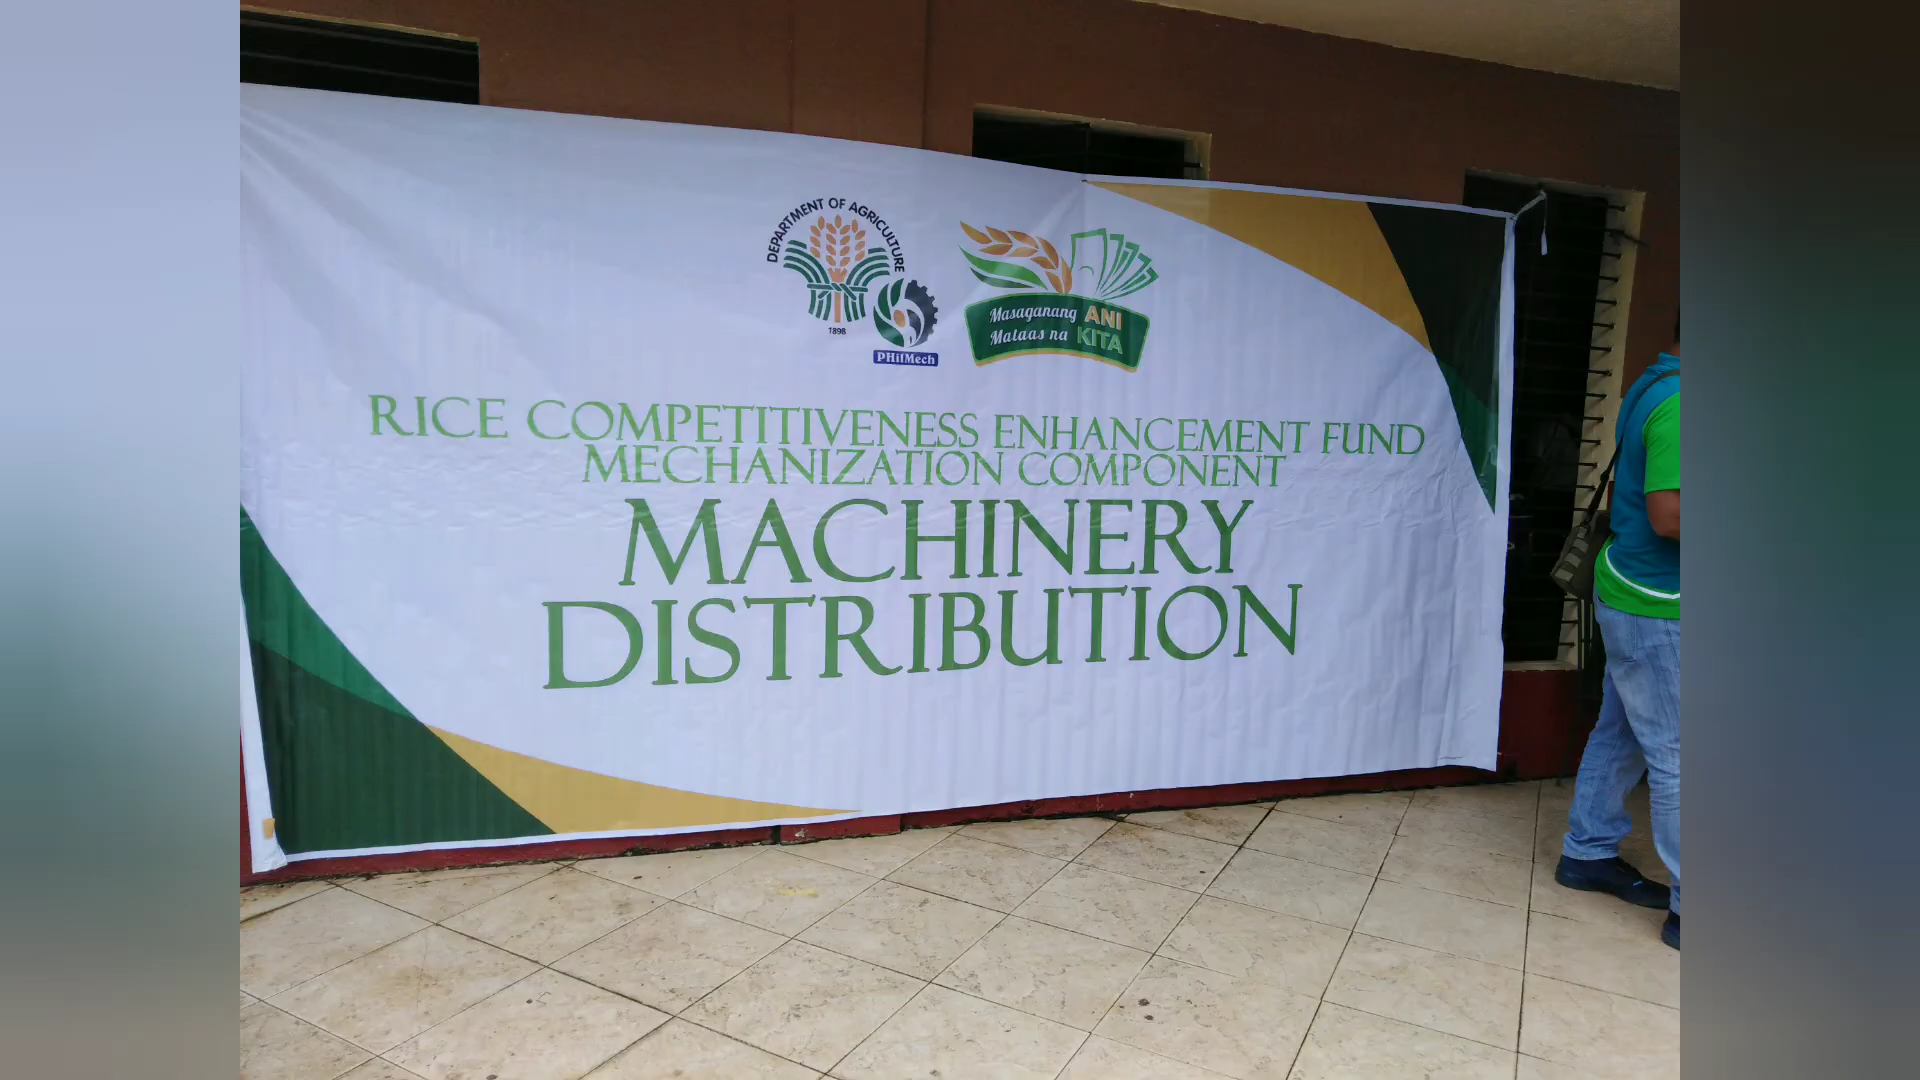 DEPARTMENT OF AGRICULTURE
1898
PHilMech
Masaganang ANI
Mataas na KITA
RICE COMPETITIVENESS ENHANCEMENT FUND
MECHANIZATION COMPONENT
MACHINERY
DISTRIBUTION